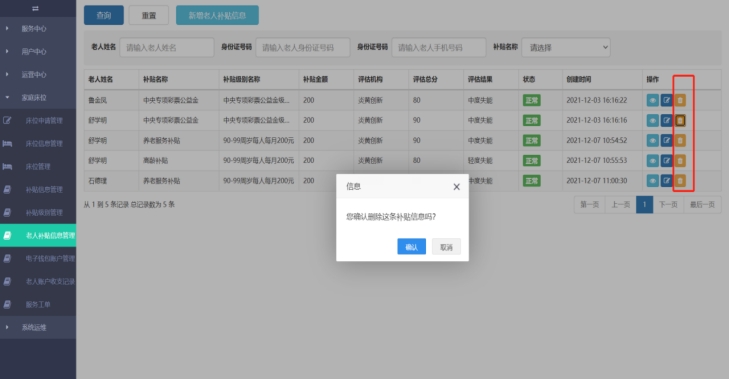 查询 重置 新增老人补贴信息
老人姓名 请输入老人姓名 身份证号码 请输入老人身份证号码 身份证号码 请输入老人手机号码 补贴名称 请选择
老人姓名 补贴名称 补贴级别名称 补贴金额 评估机构 评估总分 评估结果 状态 创建时间 操作
鲁金凤 中央专项彩票公益金 中央专项彩票公益金级... 200 炎黄创新 80 中度失能 正常 2021-12-03 16:16:22
舒学明 中央专项彩票公益金 中央专项彩票公益金级... 200 炎黄创新 90 中度失能 正常 2021-12-03 16:16:16
舒学明 养老服务补贴 90-99周岁每人每月200元 200 炎黄创新 90 中度失能 正常 2021-12-07 10:54:52
舒学明 高龄补贴 90-99周岁每人每月200元 200 炎黄创新 80 轻度失能 正常 2021-12-07 10:55:53
养老服务补贴 90-99周岁每人每月200元 200 中度失能 正常 2021-12-07 11:00:30
从 1 到 5 条记录 总记录数为 5 条
第一页 上一页 1 下一页 最后一页
服务中心
用户中心
运营中心
家庭床位
床位申请管理
床位信息管理
床位管理
补贴信息管理
补贴级别管理
老人补贴信息管理
电子钱包账户管理
老人账户收支记录
服务工单
系统运维
信息
您确认删除这条补贴信息吗?
确认 取消